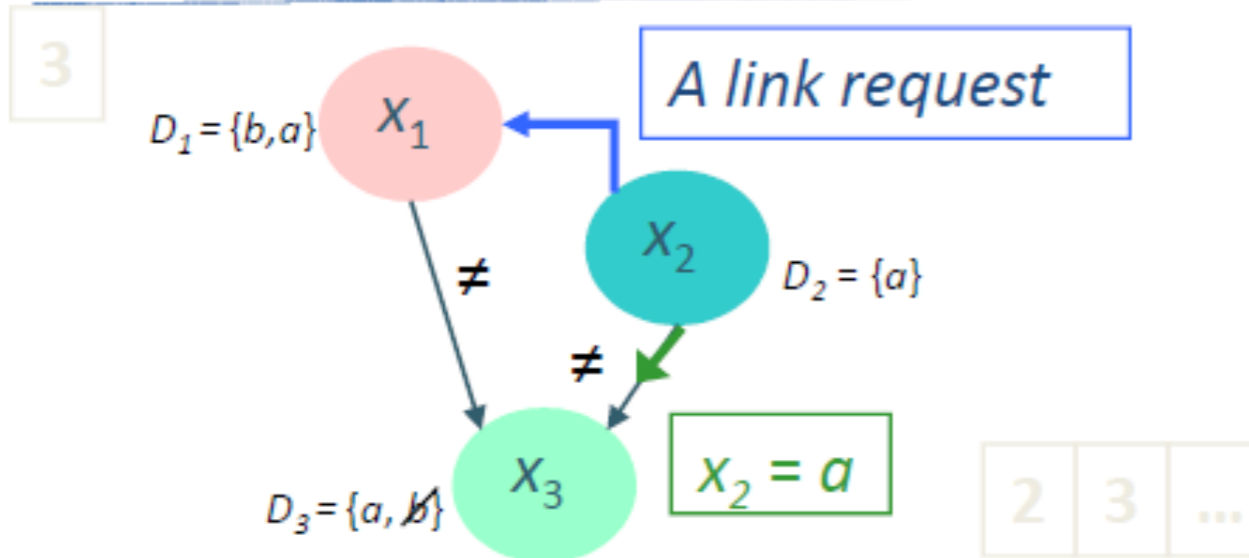 3
A link request
x₁
D₁ = {b,a}
x₂
D₂ = {a}
≠
≠
x₃
x₂ = a
D₃ = {a, b}
2 3 ...